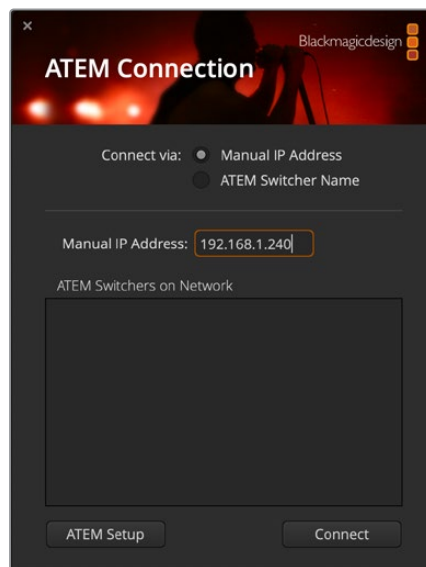 Blackmagicdesign
ATEM Connection
Connect via: Manual IP Address
ATEM Switcher Name
Manual IP Address: 192.168.1.240
ATEM Switchers on Network
ATEM Setup Connect